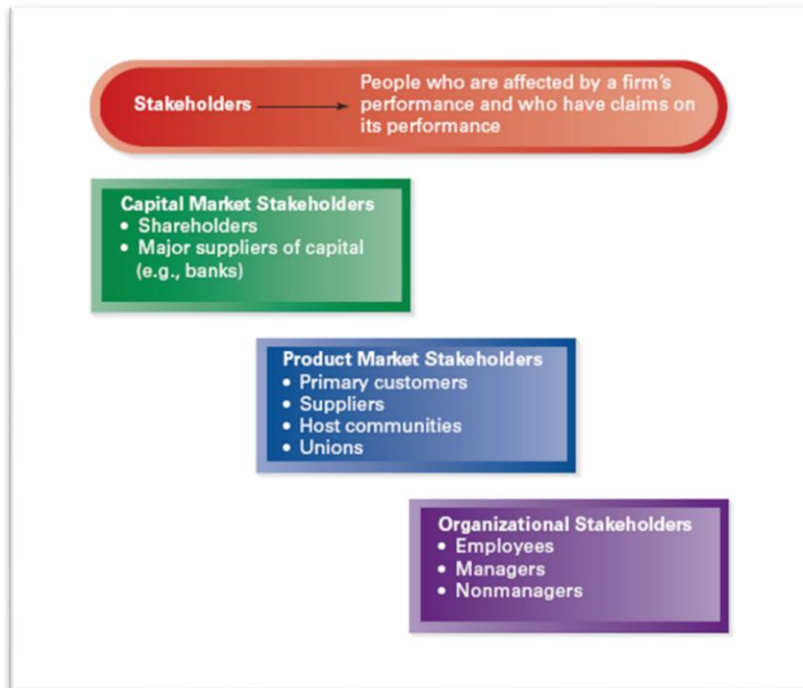 Stakeholders
People who are affected by a firm's
performance and who have claims on
its performance
Capital Market Stakeholders
• Shareholders
• Major suppliers of capital
(e.g., banks)
Product Market Stakeholders
• Primary customers
• Suppliers
• Host communities
• Unions
Organizational Stakeholders
• Employees
• Managers
• Nonmanagers